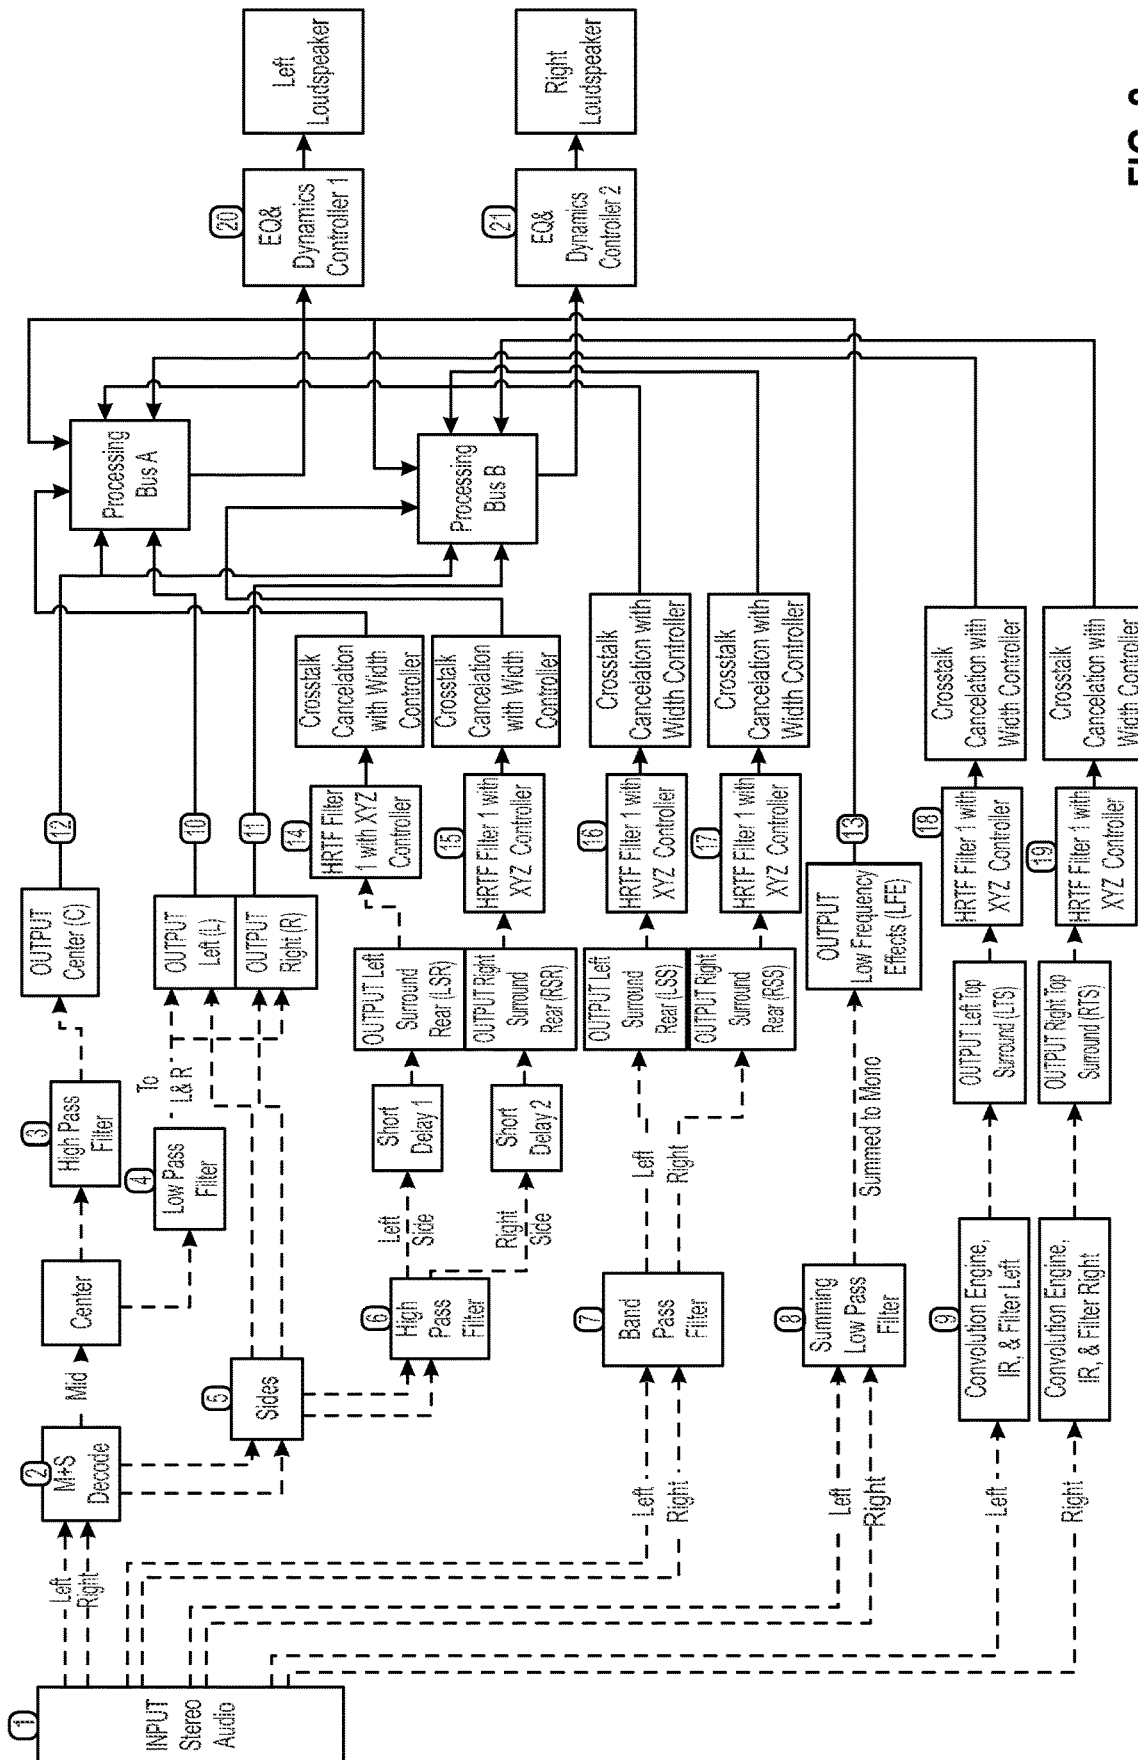 1
INPUT
Stereo
Audio
Left
Right
2
M+S
Decode
Mid
Center
3
High Pass
Filter
OUTPUT
Center (C)
12
4
Low Pass
Filter
To
L& R
OUTPUT
Left (L)
10
OUTPUT
Right (R)
11
5
Sides
6
High
Pass
Filter
Left
Side
Right
Side
Short
Delay 1
Short
Delay 2
OUTPUT Left
Surround
Rear (LSR)
OUTPUT Right
Surround
Rear (RSR)
14
HRTF Filter
1 with XYZ
Controller
15
HRTF Filter 1 with
XYZ Controller
Crosstalk
Cancelation
with Width
Controller
Crosstalk
Cancelation
with Width
Controller
Left
Right
7
Band
Pass
Filter
Left
Right
OUTPUT Left
Surround
Rear (LSS)
OUTPUT Right
Surround
Rear (RSS)
16
HRTF Filter 1 with
XYZ Controller
17
HRTF Filter 1 with
XYZ Controller
Crosstalk
Cancelation with
Width Controller
Crosstalk
Cancelation with
Width Controller
Left
Right
8
Summing
Low Pass
Filter
Summed to Mono
OUTPUT
Low Frequency
Effects (LFE)
13
Left
Right
9
Convolution Engine,
IR, & Filter Left
Convolution Engine,
IR, & Filter Right
OUTPUT Left Top
Surround (LTS)
OUTPUT Right Top
Surround (RTS)
18
HRTF Filter 1 with
XYZ Controller
19
HRTF Filter 1 with
XYZ Controller
Crosstalk
Cancelation with
Width Controller
Crosstalk
Cancelation with
Width Controller
Processing
Bus A
Processing
Bus B
20
EQ&
Dynamics
Controller 1
21
EQ&
Dynamics
Controller 2
Left
Loudspeaker
Right
Loudspeaker